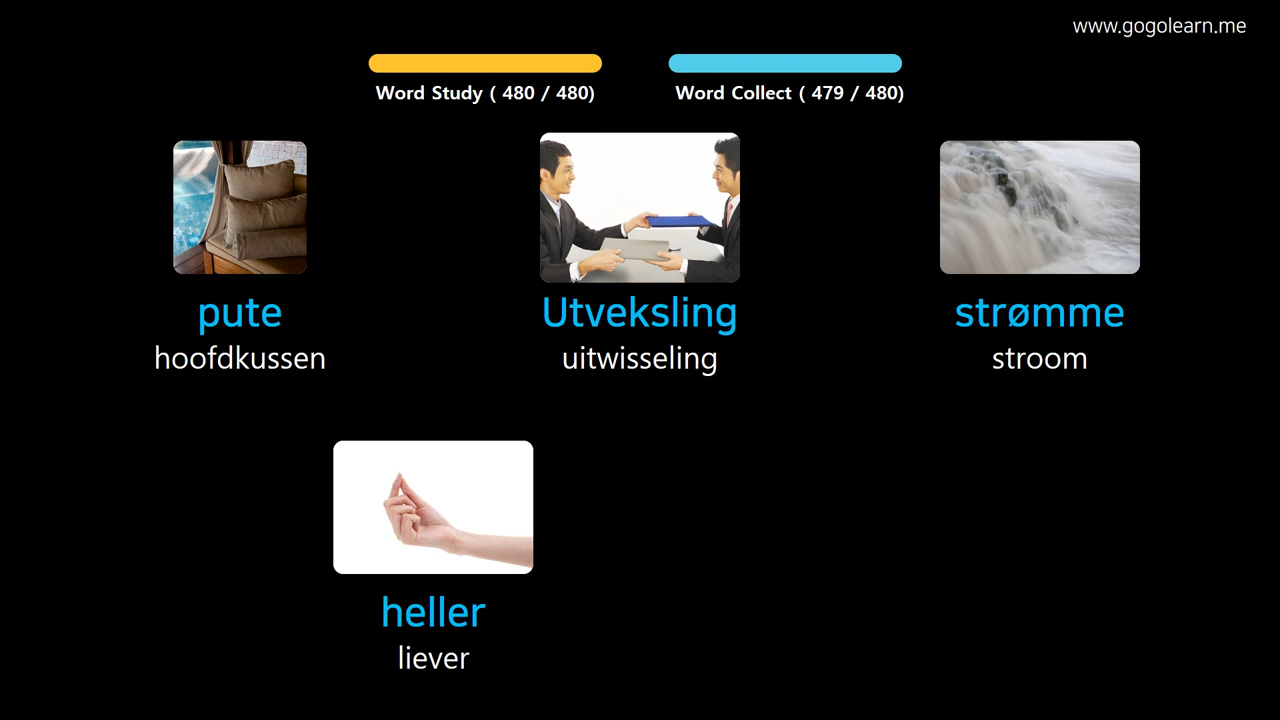 www.gogolearn.me
Word Study ( 480 / 480)
Word Collect ( 479 / 480)
pute
hoofdkussen
Utveksling
uitwisseling
strømme
stroom
heller
liever